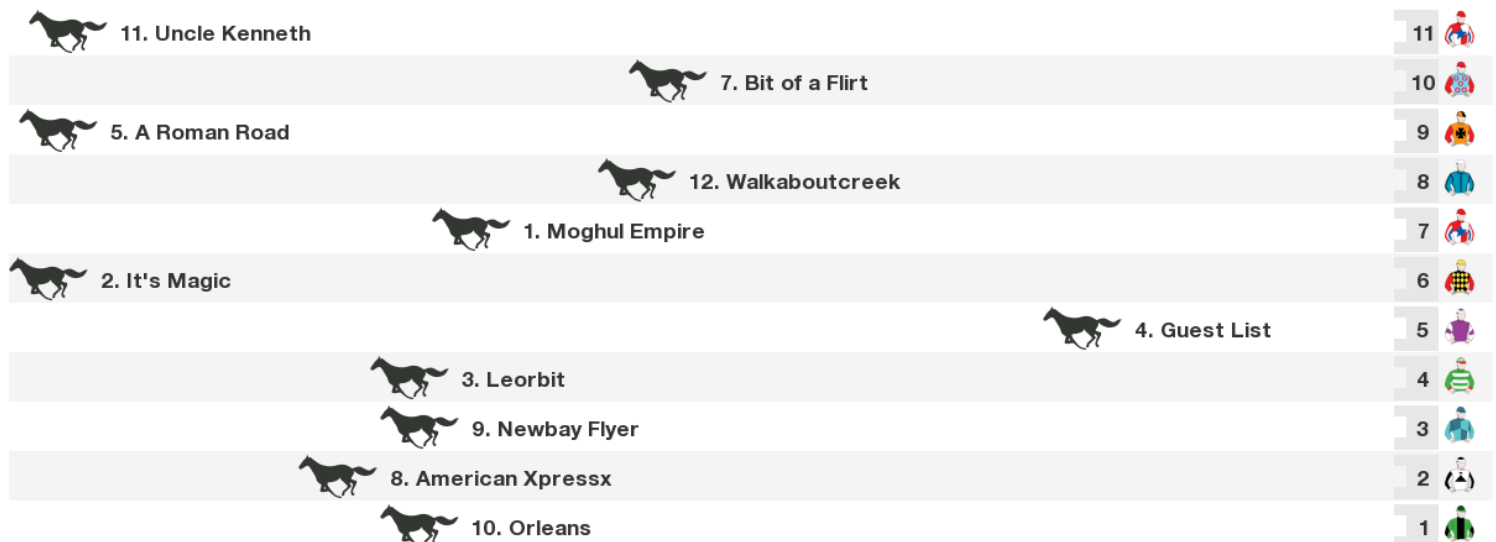 11. Uncle Kenneth 11
7. Bit of a Flirt 10
5. A Roman Road 9
12. Walkaboutcreek 8
1. Moghul Empire 7
2. It's Magic 6
4. Guest List 5
3. Leorbit 4
9. Newbay Flyer 3
8. American Xpressx 2
10. Orleans 1